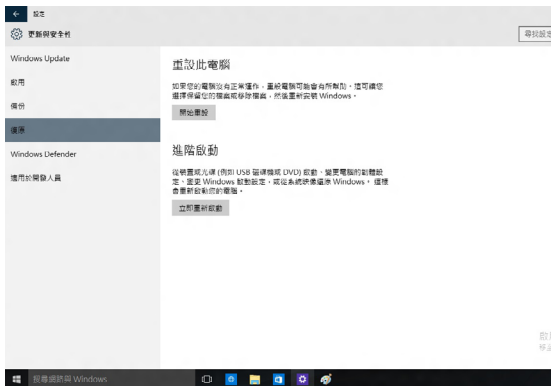 設定
更新與安全性
尋找設定
Windows Update
啟用
備份
復原
Windows Defender
適用於開發人員
重設此電腦
如果您的電腦沒有正常運作，重設電腦可能會有所幫助。這可讓您
選擇保留您的檔案或移除檔案，然後重新安裝 Windows。
開始重設
進階啟動
從裝置或光碟 (例如 USB 磁碟機或 DVD) 啟動、變更電腦的韌體設
定、變更 Windows 啟動設定，或從系統映像還原 Windows。這樣
會重新啟動您的電腦。
立即重新啟動
搜尋網路與 Windows